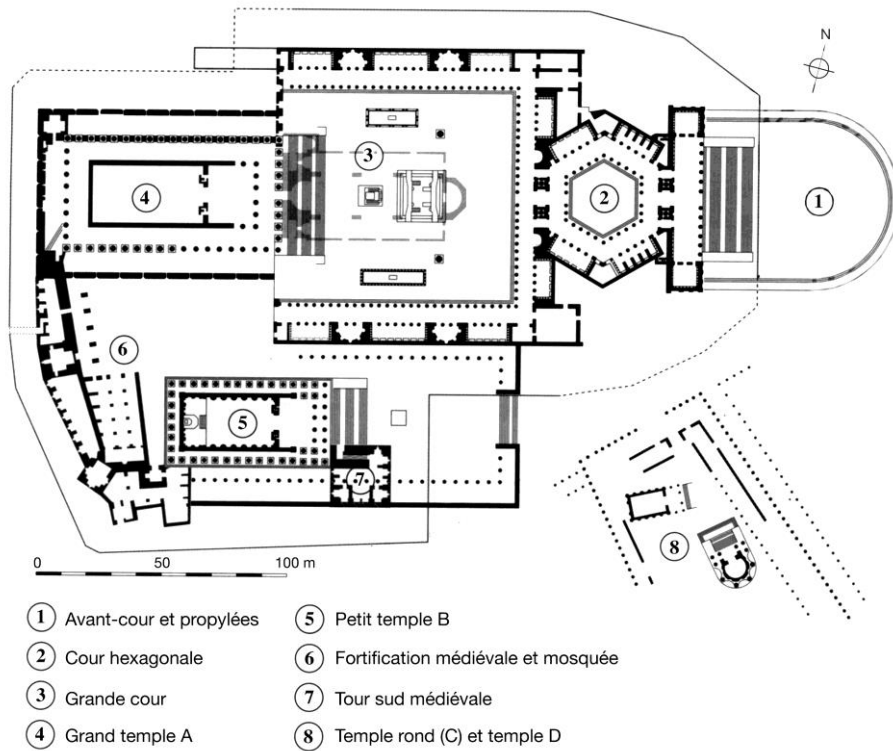 N
1
2
3
4
5
6
7
8
0 50 100 m
1 Avant-cour et propylées
2 Cour hexagonale
3 Grande cour
4 Grand temple A
5 Petit temple B
6 Fortification médiévale et mosquée
7 Tour sud médiévale
8 Temple rond (C) et temple D